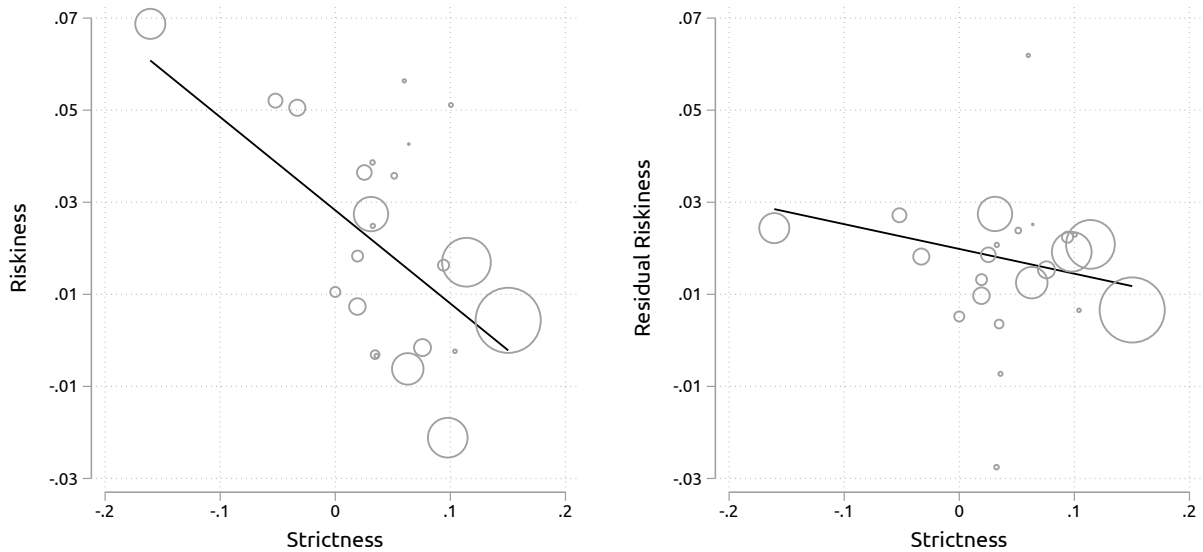 .07
.05
.03
.01
-.01
-.03
Riskiness
-.2 -.1 0 .1 .2
Strictness
.07
.05
.03
.01
-.01
-.03
Residual Riskiness
-.2 -.1 0 .1 .2
Strictness